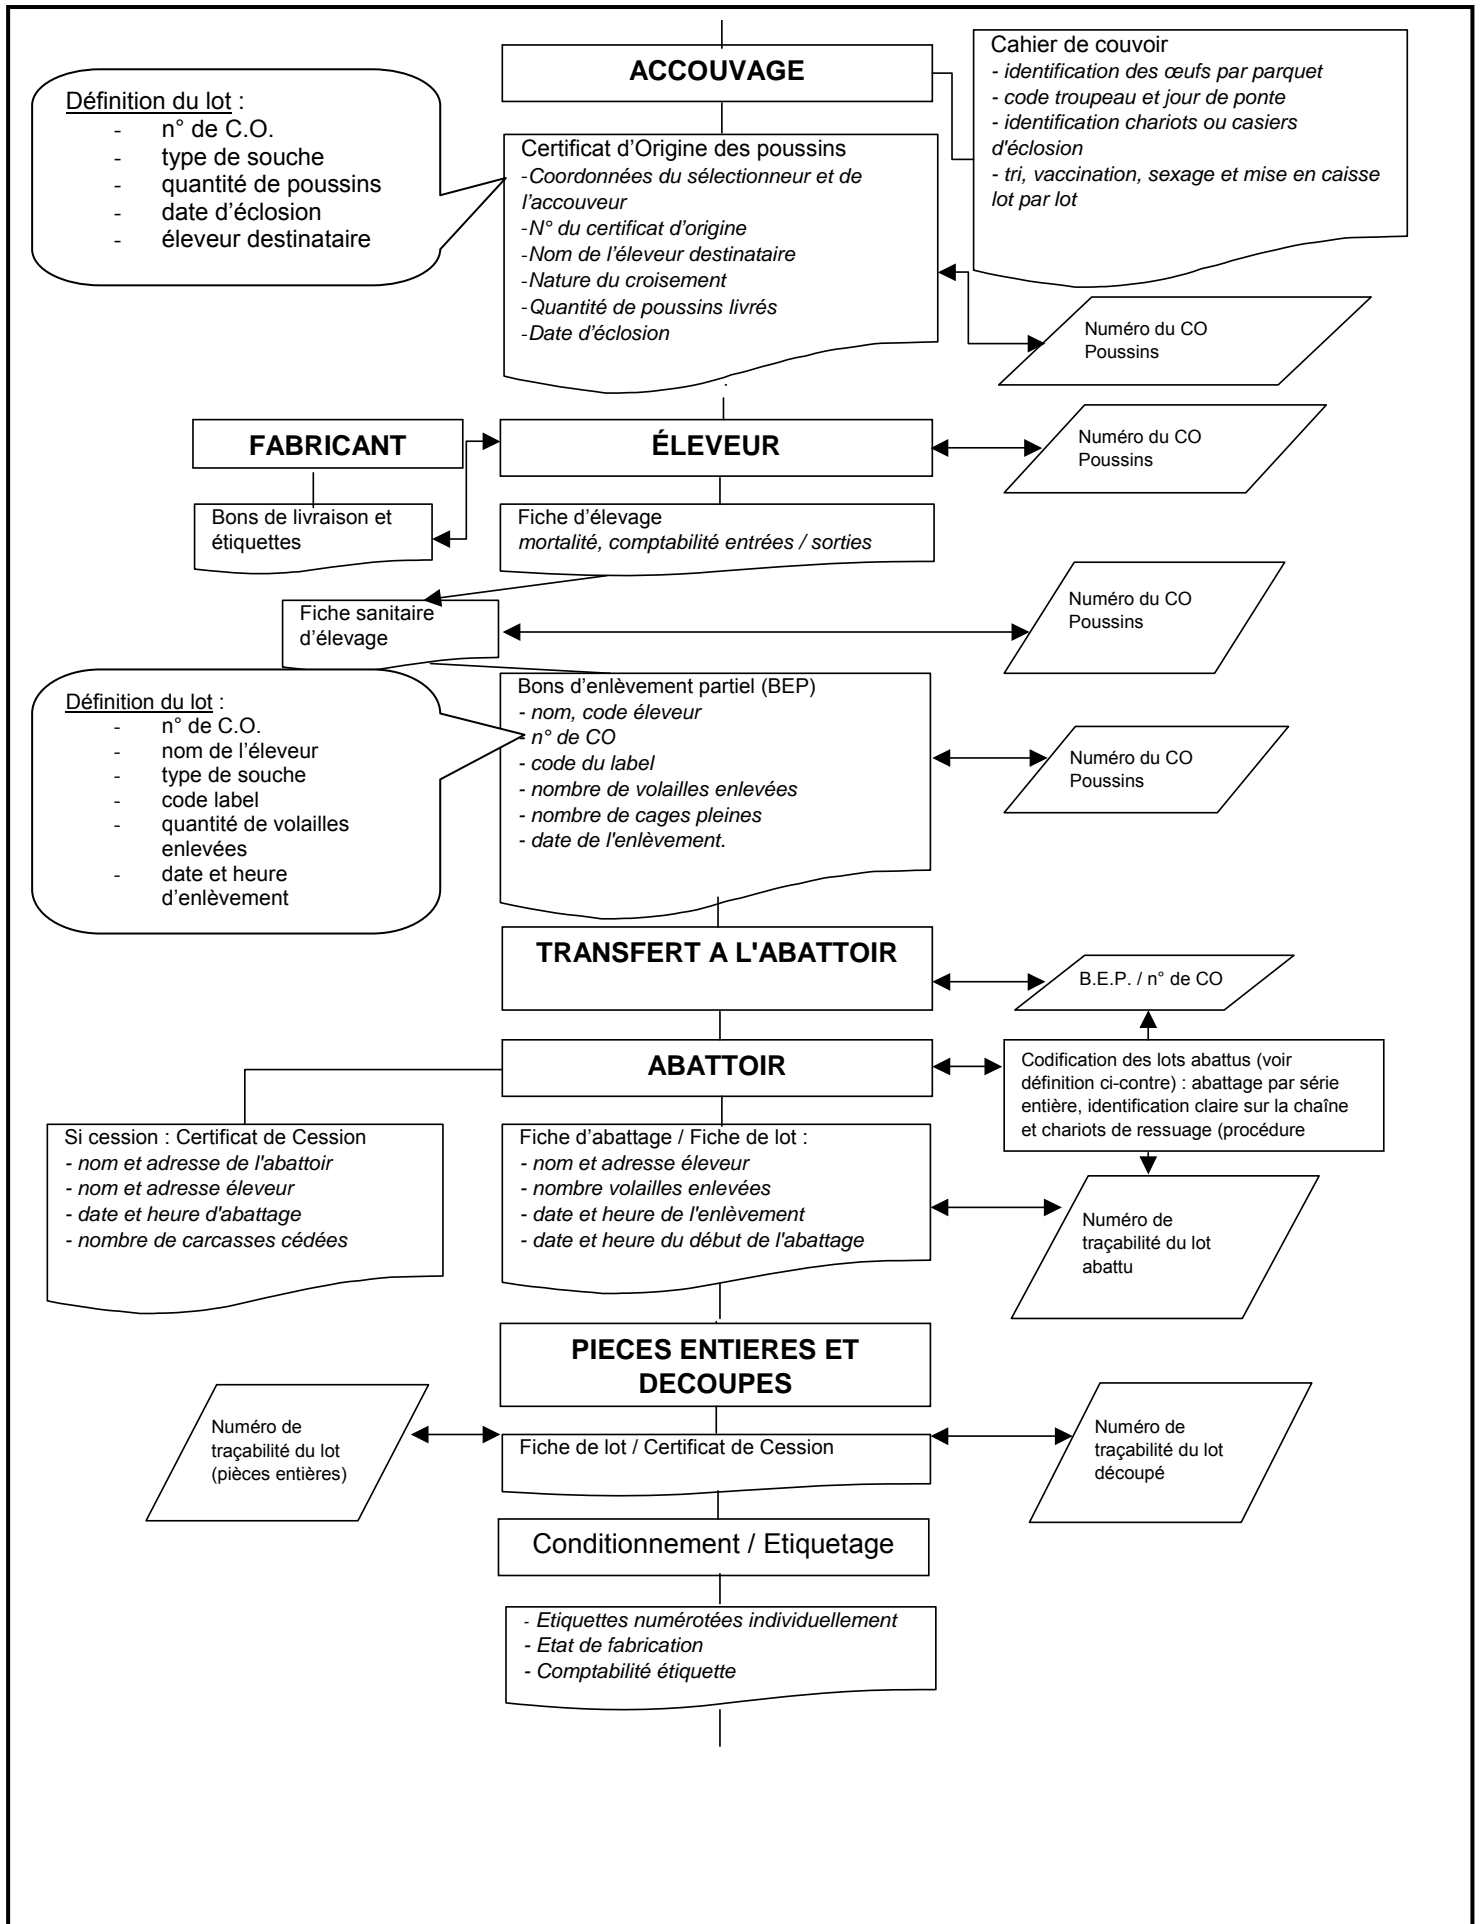 ACCOUVAGE
Cahier de couvoir
- identification des œufs par parquet
- code troupeau et jour de ponte
- identification chariots ou casiers
d'éclosion
- tri, vaccination, sexage et mise en caisse
lot par lot
Définition du lot :
- n° de C.O.
- type de souche
- quantité de poussins
- date d'éclosion
- éleveur destinataire
Certificat d'Origine des poussins
-Coordonnées du sélectionneur et de
l'accouveur
-N° du certificat d'origine
-Nom de l'éleveur destinataire
-Nature du croisement
-Quantité de poussins livrés
-Date d'éclosion
Numéro du CO
Poussins
FABRICANT
ÉLEVEUR
Numéro du CO
Poussins
Bons de livraison et
étiquettes
Fiche d'élevage
mortalité, comptabilité entrées / sorties
Fiche sanitaire
d'élevage
Numéro du CO
Poussins
Définition du lot :
- n° de C.O.
- nom de l'éleveur
- type de souche
- code label
- quantité de volailles
enlevées
- date et heure
d'enlèvement
Bons d'enlèvement partiel (BEP)
- nom, code éleveur
- n° de CO
- code du label
- nombre de volailles enlevées
- nombre de cages pleines
- date de l'enlèvement.
Numéro du CO
Poussins
TRANSFERT A L'ABATTOIR
B.E.P. / n° de CO
ABATTOIR
Codification des lots abattus (voir
définition ci-contre) : abattage par série
entière, identification claire sur la chaîne
et chariots de ressuage (procédure
Si cession : Certificat de Cession
- nom et adresse de l'abattoir
- nom et adresse éleveur
- date et heure d'abattage
- nombre de carcasses cédées
Fiche d'abattage / Fiche de lot :
- nom et adresse éleveur
- nombre volailles enlevées
- date et heure de l'enlèvement
- date et heure du début de l'abattage
Numéro de
traçabilité du lot
abattu
PIECES ENTIERES ET
DECOUPES
Numéro de
traçabilité du lot
(pièces entières)
Fiche de lot / Certificat de Cession
Numéro de
traçabilité du lot
découpé
Conditionnement / Etiquetage
- Etiquettes numérotées individuellement
- Etat de fabrication
- Comptabilité étiquette